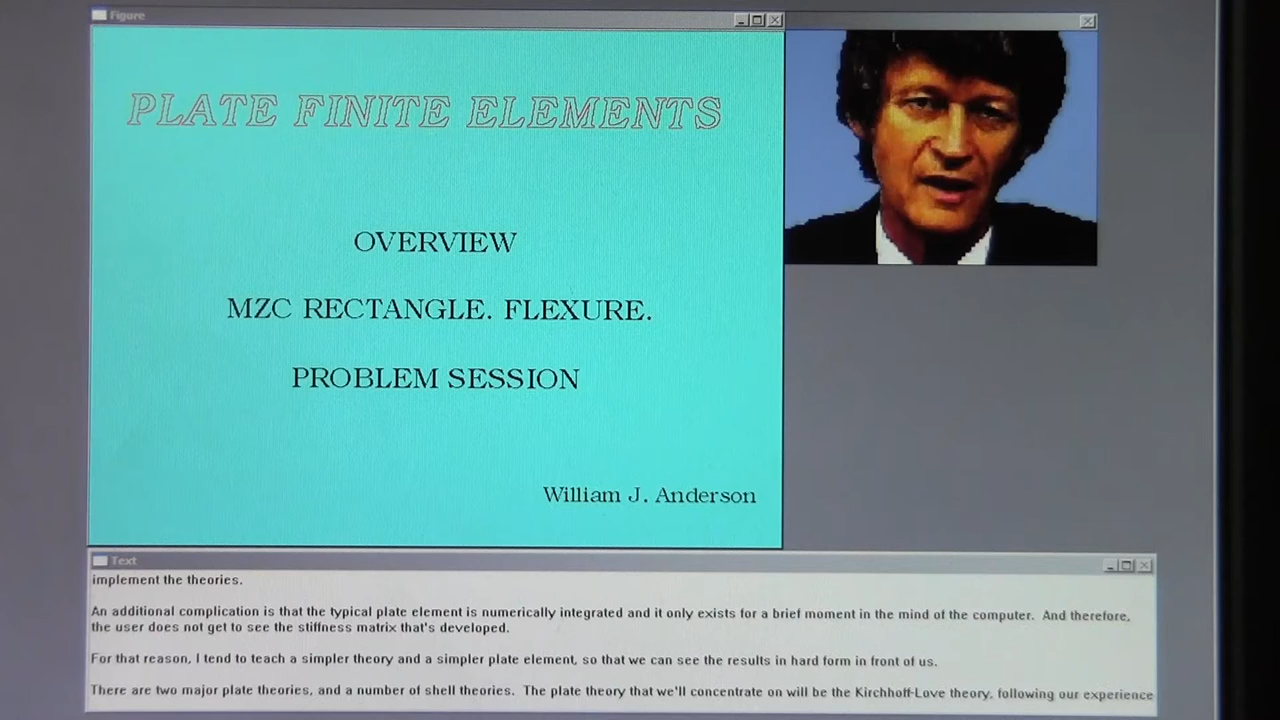 Figure
PLATE FINITE ELEMENTS
OVERVIEW
MZC RECTANGLE. FLEXURE.
PROBLEM SESSION
William J. Anderson
Text
implement the theories.
An additional complication is that the typical plate element is numerically integrated and it only exists for a brief moment in the mind of the computer. And therefore,
the user does not get to see the stiffness matrix that's developed.
For that reason, I tend to teach a simpler theory and a simpler plate element, so that we can see the results in hard form in front of us.
There are two major plate theories, and a number of shell theories. The plate theory that we'll concentrate on will be the Kirchhoff-Love theory, following our experience